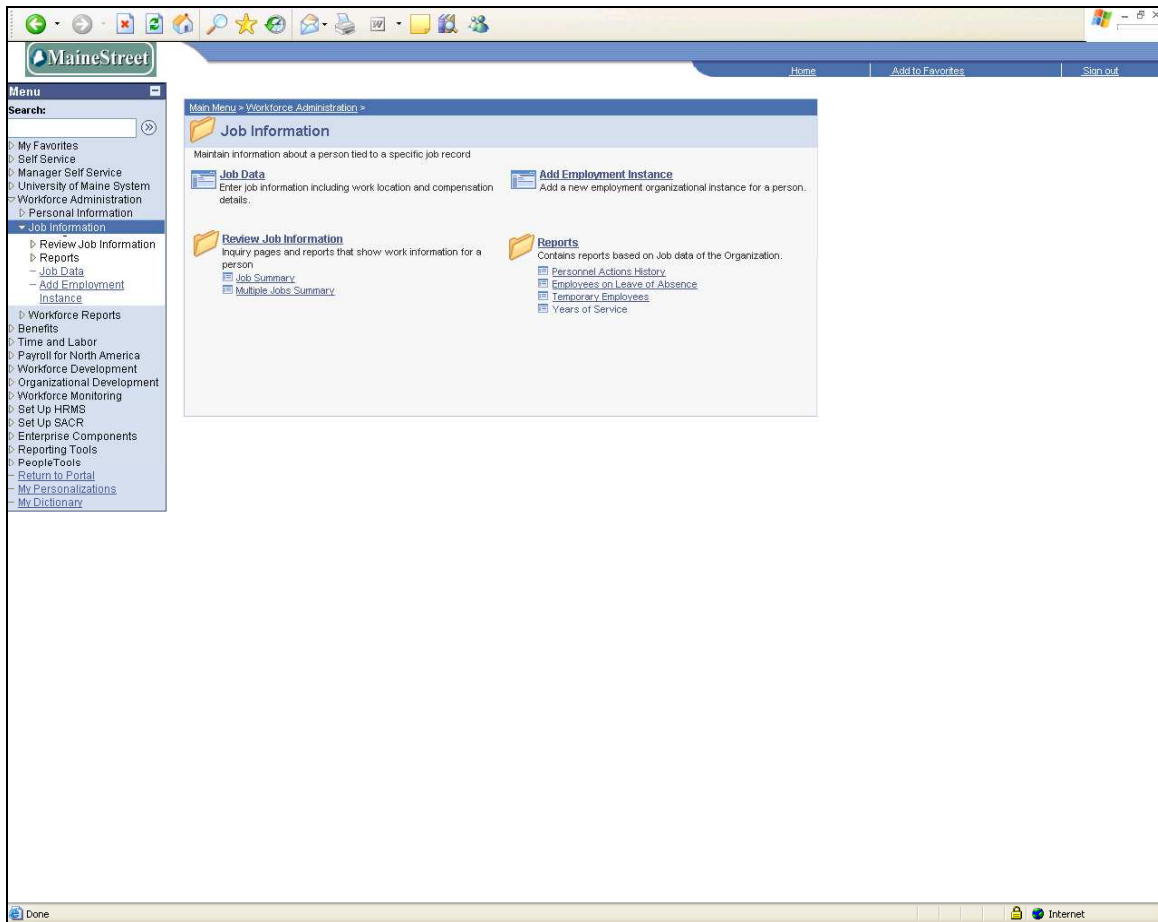 MaineStreet
Home
Add to Favorites
Sign out
Menu
Search:
My Favorites
Self Service
Manager Self Service
University of Maine System
Workforce Administration
Personal Information
Job Information
Review Job Information
Reports
Job Data
Add Employment
Instance
Workforce Reports
Benefits
Time and Labor
Payroll for North America
Workforce Development
Organizational Development
Workforce Monitoring
Set Up HRMS
Set Up SACR
Enterprise Components
Reporting Tools
PeopleTools
Return to Portal
My Personalizations
My Dictionary
Main Menu > Workforce Administration >
Job Information
Maintain information about a person tied to a specific job record
Job Data
Enter job information including work location and compensation
details.
Add Employment Instance
Add a new employment organizational instance for a person.
Review Job Information
Inquiry pages and reports that show work information for a
person
Job Summary
Multiple Jobs Summary
Reports
Contains reports based on Job data of the Organization.
Personnel Actions History
Employees on Leave of Absence
Temporary Employees
Years of Service
Done
Internet